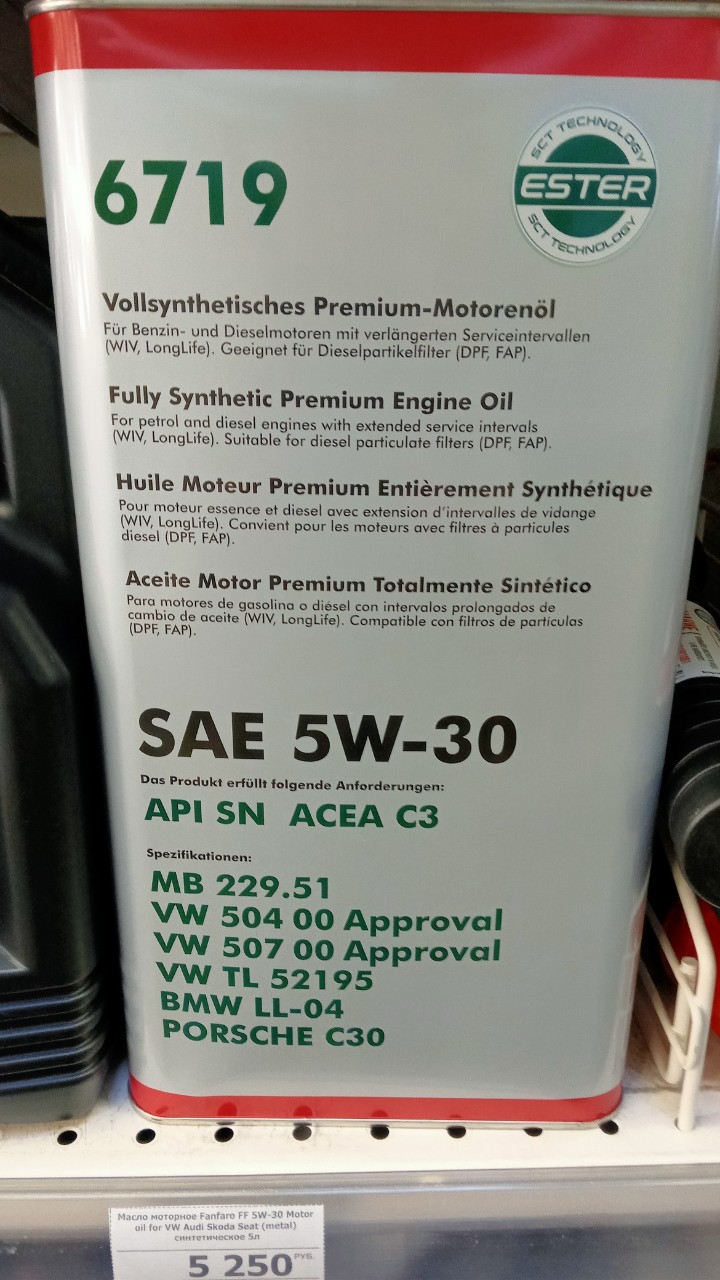 6719
SCT TECHNOLOGY
ESTER
SCT TECHNOLOGY
Vollsynthetisches Premium-Motorenöl
Für Benzin- und Dieselmotoren mit verlängerten Serviceintervallen
(WIV, LongLife). Geeignet für Dieselpartikelfilter (DPF, FAP).
Fully Synthetic Premium Engine Oil
For petrol and diesel engines with extended service intervals
(WIV, LongLife). Suitable for diesel particulate filters (DPF, FAP).
Huile Moteur Premium Entièrement Synthétique
Pour moteur essence et diesel avec extension d'intervalles de vidange
(WIV, LongLife). Convient pour les moteurs avec filtres à particules
diesel (DPF, FAP).
Aceite Motor Premium Totalmente Sintético
Para motores de gasolina o diésel con intervalos prolongados de
cambio de aceite (WIV, LongLife). Compatible con filtros de partículas
(DPF, FAP).
SAE 5W-30
Das Produkt erfüllt folgende Anforderungen:
API SN ACEA C3
Spezifikationen:
MB 229.51
VW 504 00 Approval
VW 507 00 Approval
VW TL 52195
BMW LL-04
PORSCHE C30
Масло моторное Fanfaro FF 5W-30 Motor
oil for VW Audi Skoda Seat (metal)
синтетическое 5л
5 250 РУБ.